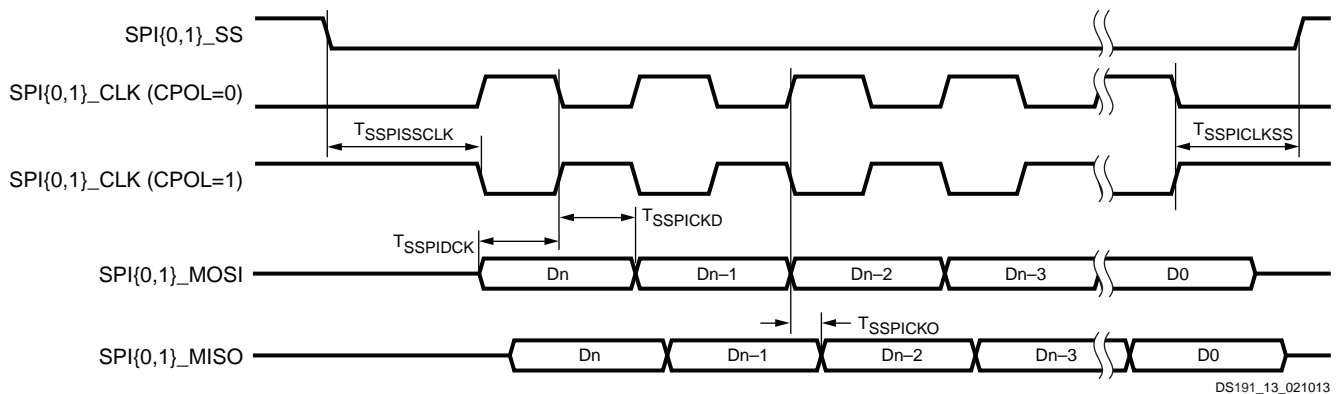 SPI{0,1}_SS
SPI{0,1}_CLK (CPOL=0)
TSSPISSCLK
TSSPICLKSS
SPI{0,1}_CLK (CPOL=1)
TSSPICKD
TSSPIDCK
SPI{0,1}_MOSI
Dn Dn–1 Dn–2 Dn–3 D0
TSSPICKO
SPI{0,1}_MISO
Dn Dn–1 Dn–2 Dn–3 D0
DS191_13_021013